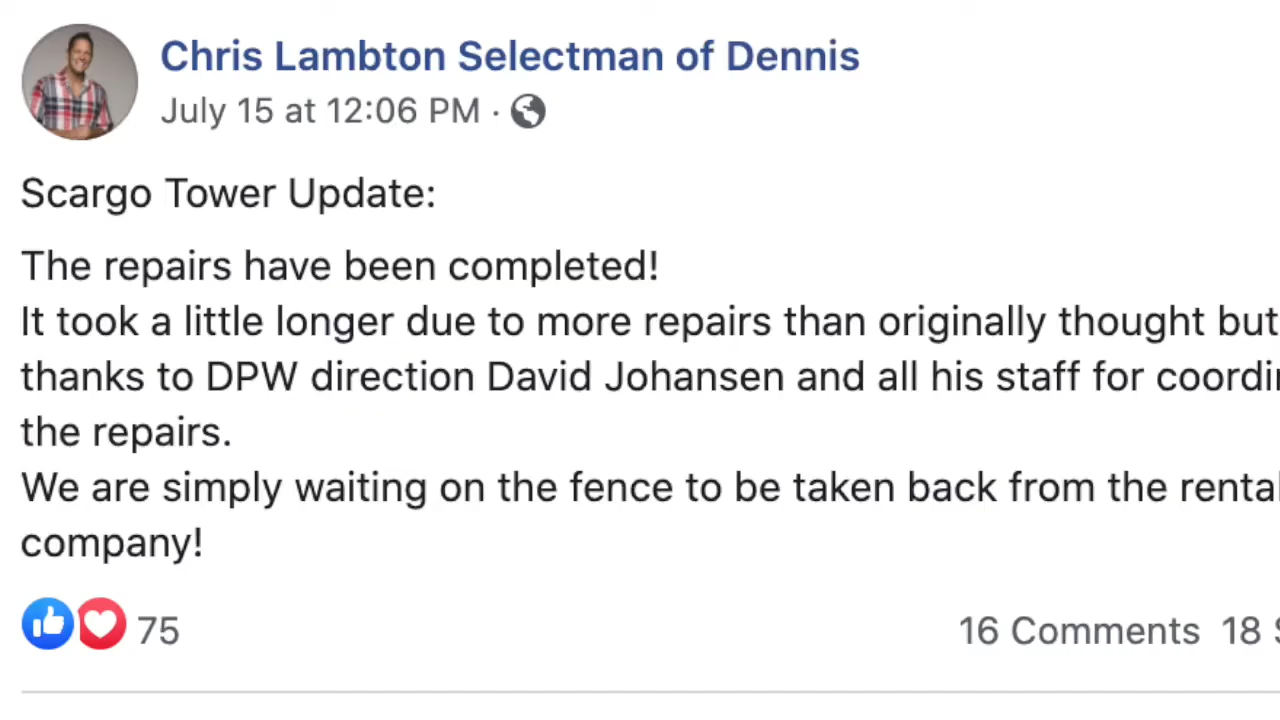 Chris Lambton Selectman of Dennis
July 15 at 12:06 PM ·
Scargo Tower Update:
The repairs have been completed!
It took a little longer due to more repairs than originally thought but
thanks to DPW direction David Johansen and all his staff for
the repairs.
We are simply waiting on the fence to be taken back from the rental
company!
75
16 Comments 18